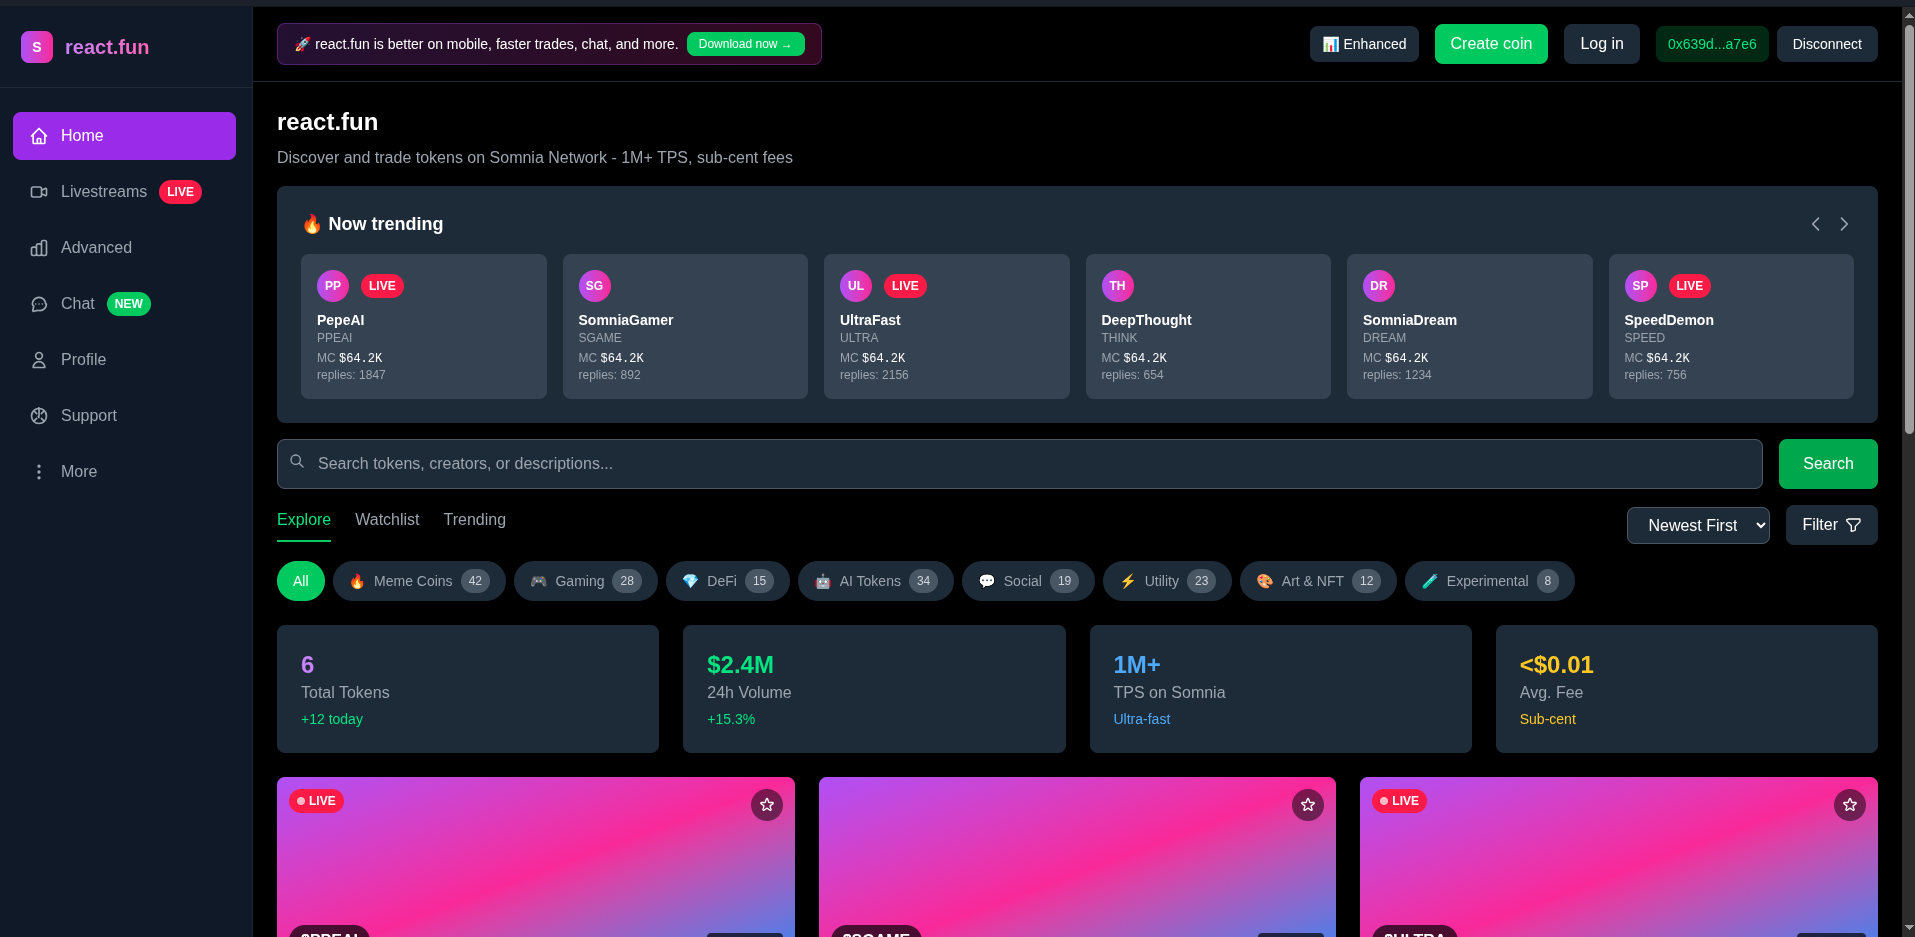 S
react.fun
🚀 react.fun is better on mobile, faster trades, chat, and more.
Download now →
📊 Enhanced
Create coin
Log in
0x639d...a7e6
Disconnect
Home
Livestreams LIVE
Advanced
Chat NEW
Profile
Support
More
react.fun
Discover and trade tokens on Somnia Network - 1M+ TPS, sub-cent fees
🔥 Now trending
PP LIVE
PepeAI
PPEAI
MC $64.2K
replies: 1847
SG
SomniaGamer
SGAME
MC $64.2K
replies: 892
UL LIVE
UltraFast
ULTRA
MC $64.2K
replies: 2156
TH
DeepThought
THINK
MC $64.2K
replies: 654
DR
SomniaDream
DREAM
MC $64.2K
replies: 1234
SP LIVE
SpeedDemon
SPEED
MC $64.2K
replies: 756
Search tokens, creators, or descriptions...
Search
Explore Watchlist Trending
Newest First
Filter
All
🔥 Meme Coins 42
🎮 Gaming 28
💎 DeFi 15
🤖 AI Tokens 34
💬 Social 19
⚡ Utility 23
🎨 Art & NFT 12
🧪 Experimental 8
6
Total Tokens
+12 today
$2.4M
24h Volume
+15.3%
1M+
TPS on Somnia
Ultra-fast
<$0.01
Avg. Fee
Sub-cent
LIVE
$PPEAI
$SGAME
LIVE
$ULTRA